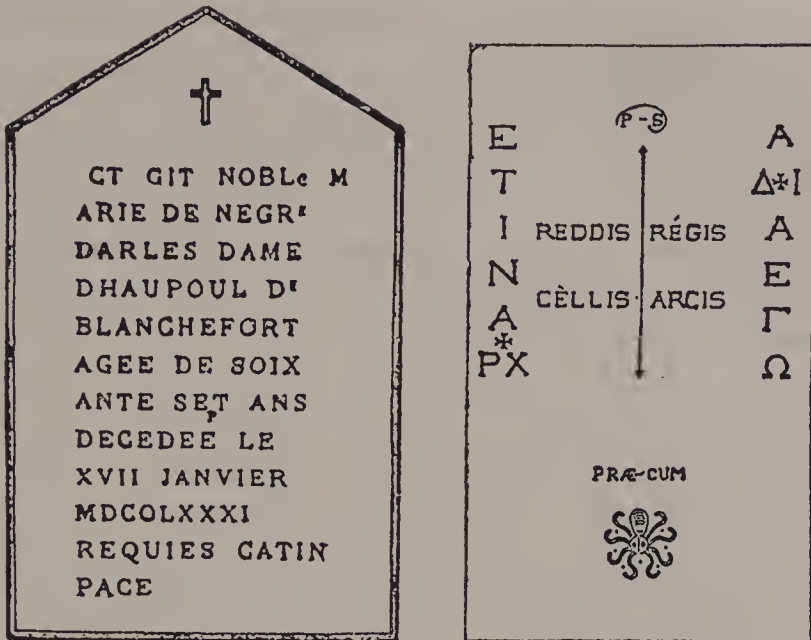 CT GIT NOBLe M
ARIE DE NEGRᴱ
DARLES DAME
DHAUPOUL Dᴱ
BLANCHEFORT
AGEE DE SOIX
ANTE SEpT ANS
DECEDEE LE
XVII JANVIER
MDCOLXXXI
REQUIES CATIN
PACE
Ε
Τ
Ι
Ν
Α
✠
ΡΧ
P-S
REDDIS RÉGIS
CÈLLIS·ARCIS
Α
Δ✠Ι
Α
Ε
Γ
Ω
PRÆ-CUM